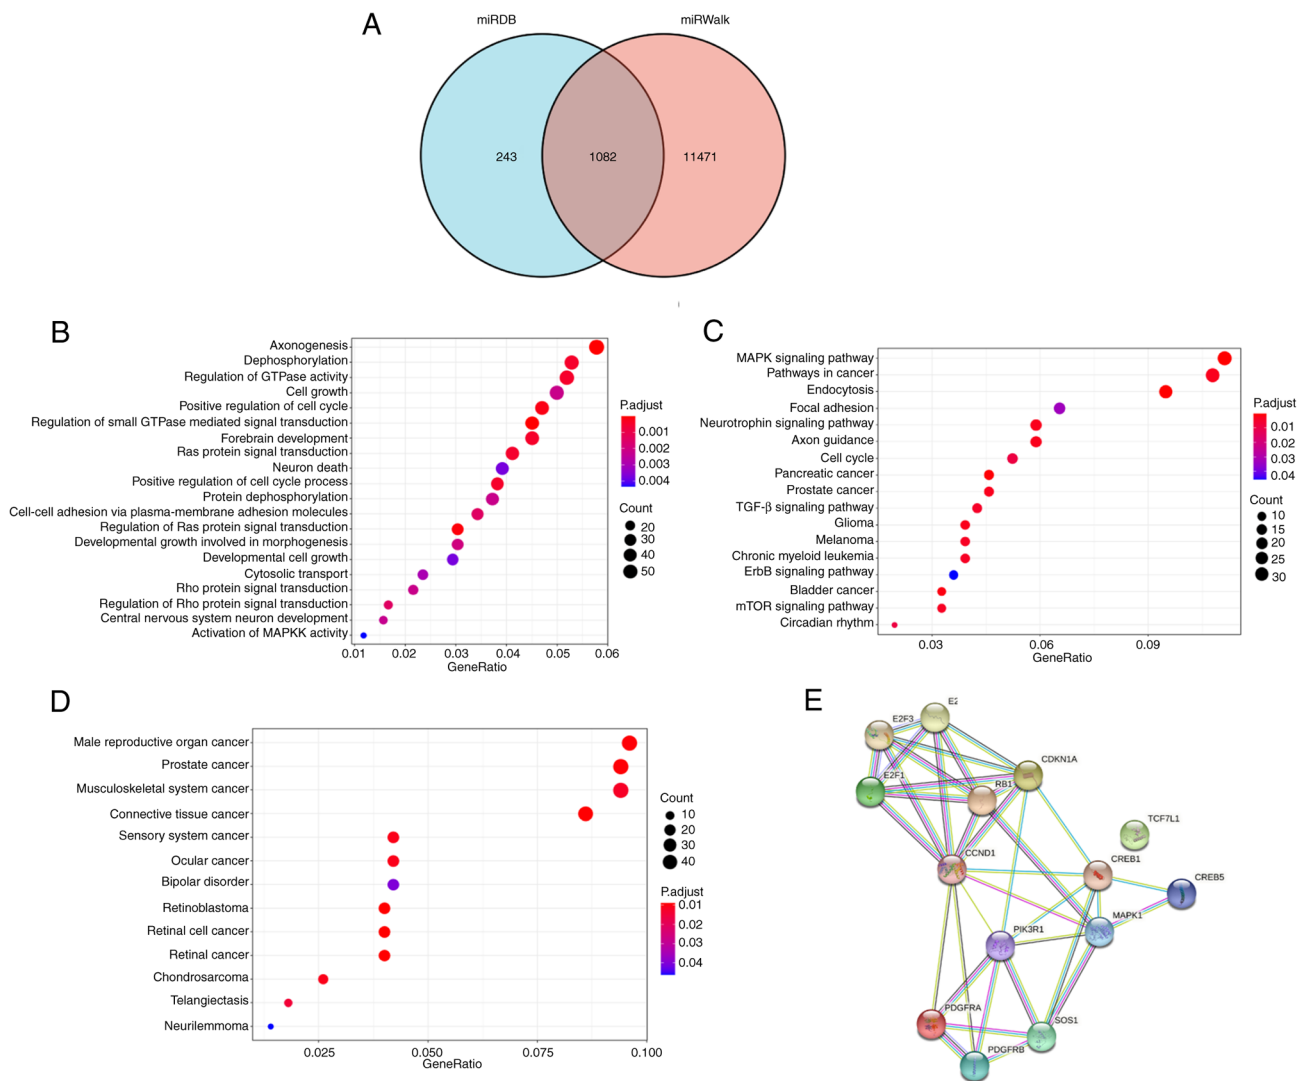 A
miRDB
miRWalk
243
1082
11471
B
Axonogenesis
Dephosphorylation
Regulation of GTPase activity
Cell growth
Positive regulation of cell cycle
Regulation of small GTPase mediated signal transduction
Forebrain development
Ras protein signal transduction
Neuron death
Positive regulation of cell cycle process
Protein dephosphorylation
Cell-cell adhesion via plasma-membrane adhesion molecules
Regulation of Ras protein signal transduction
Developmental growth involved in morphogenesis
Developmental cell growth
Cytosolic transport
Rho protein signal transduction
Regulation of Rho protein signal transduction
Central nervous system neuron development
Activation of MAPKK activity
0.01 0.02 0.03 0.04 0.05 0.06
GeneRatio
P.adjust
0.001
0.002
0.003
0.004
Count
20
30
40
50
C
MAPK signaling pathway
Pathways in cancer
Endocytosis
Focal adhesion
Neurotrophin signaling pathway
Axon guidance
Cell cycle
Pancreatic cancer
Prostate cancer
TGF-β signaling pathway
Glioma
Melanoma
Chronic myeloid leukemia
ErbB signaling pathway
Bladder cancer
mTOR signaling pathway
Circadian rhythm
0.03 0.06 0.09
GeneRatio
P.adjust
0.01
0.02
0.03
0.04
Count
10
15
20
25
30
D
Male reproductive organ cancer
Prostate cancer
Musculoskeletal system cancer
Connective tissue cancer
Sensory system cancer
Ocular cancer
Bipolar disorder
Retinoblastoma
Retinal cell cancer
Retinal cancer
Chondrosarcoma
Telangiectasis
Neurilemmoma
0.025 0.050 0.075 0.100
GeneRatio
Count
10
20
30
40
P.adjust
0.01
0.02
0.03
0.04
E
E2
E2F3
CDKN1A
E2F1
RB1
TCF7L1
CCND1
CREB1
CREB5
MAPK1
PIK3R1
PDGFRA
SOS1
PDGFRB